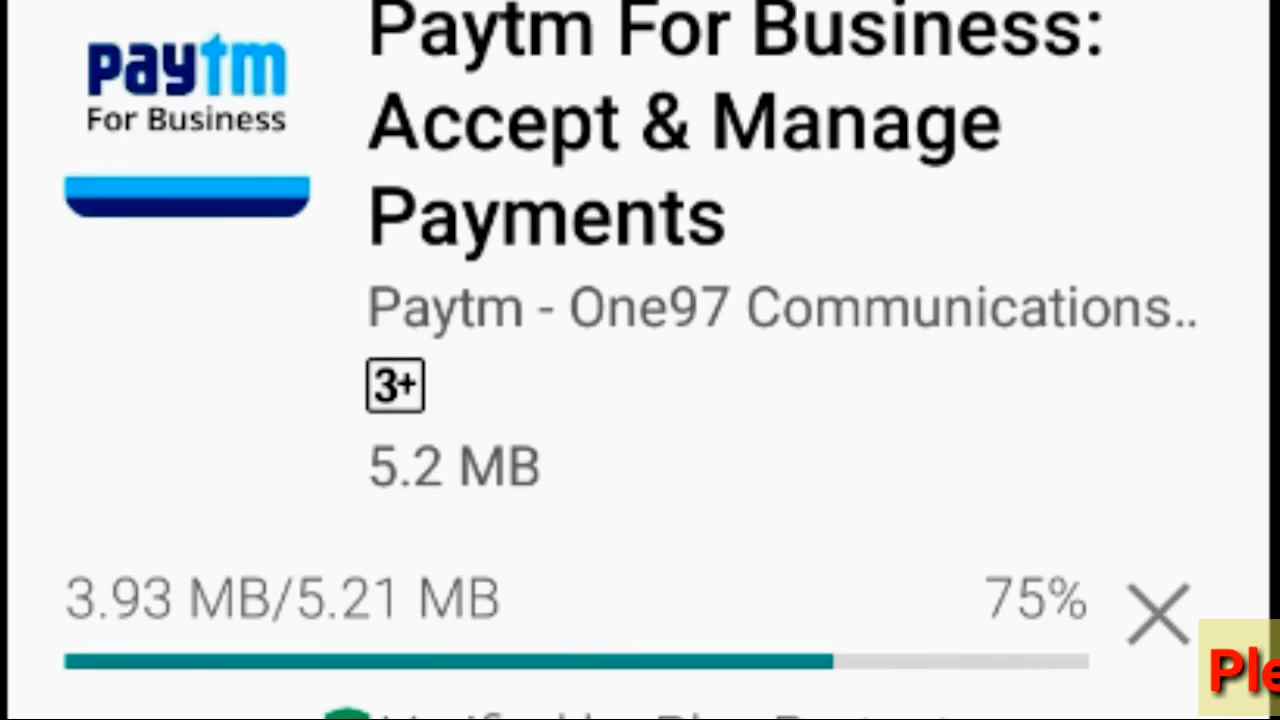 Paytm For Business:
paytm
For Business
Accept & Manage
Payments
Paytm - One97 Communications..
3+
5.2 MB
3.93 MB/5.21 MB
75%
Ple